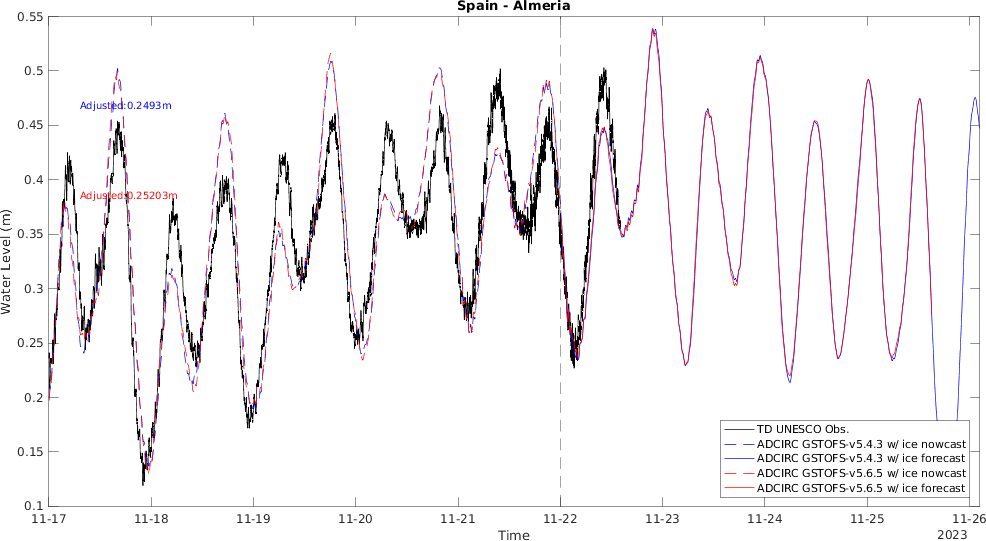 Spain - Almeria
0.55
0.5
0.45
0.4
0.35
0.3
0.25
0.2
0.15
0.1
Water Level (m)
Adjusted:0.2493m
Adjusted:0.25203m
TD UNESCO Obs.
ADCIRC GSTOFS-v5.4.3 w/ ice nowcast
ADCIRC GSTOFS-v5.4.3 w/ ice forecast
ADCIRC GSTOFS-v5.6.5 w/ ice nowcast
ADCIRC GSTOFS-v5.6.5 w/ ice forecast
11-17 11-18 11-19 11-20 11-21 11-22 11-23 11-24 11-25 11-26
Time
2023